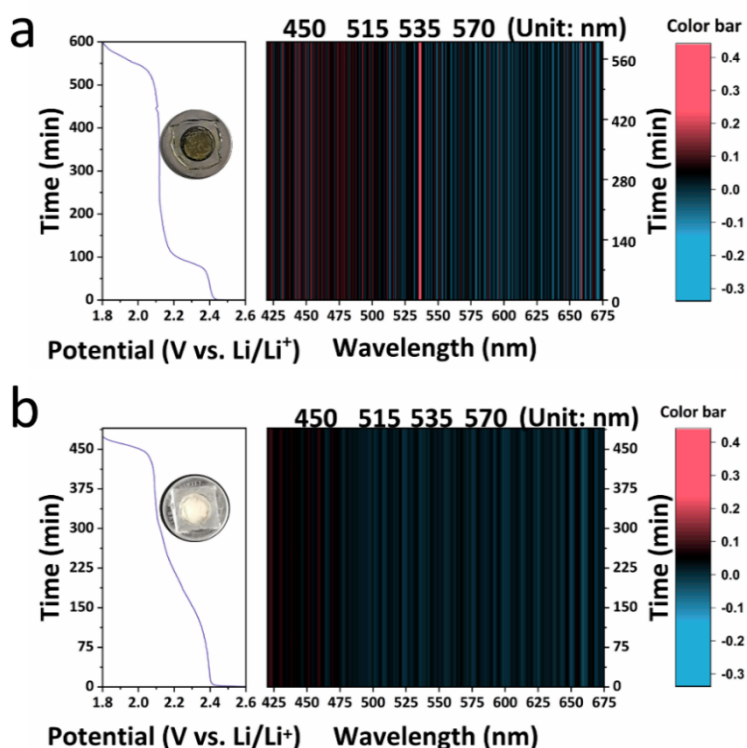 a
450 515 535 570 (Unit: nm)
Color bar
600
500
400
300
200
100
0
Time (min)
1.8 2.0 2.2 2.4 2.6
Potential (V vs. Li/Li⁺)
425 450 475 500 525 550 575 600 625 650 675
Wavelength (nm)
560
420
280
140
0
Time (min)
0.4
0.3
0.2
0.1
0.0
-0.1
-0.2
-0.3
b
450 515 535 570 (Unit: nm)
Color bar
450
375
300
225
150
75
0
Time (min)
1.8 2.0 2.2 2.4 2.6
Potential (V vs. Li/Li⁺)
425 450 475 500 525 550 575 600 625 650 675
Wavelength (nm)
450
375
300
225
150
75
0
Time (min)
0.4
0.3
0.2
0.1
0.0
-0.1
-0.2
-0.3